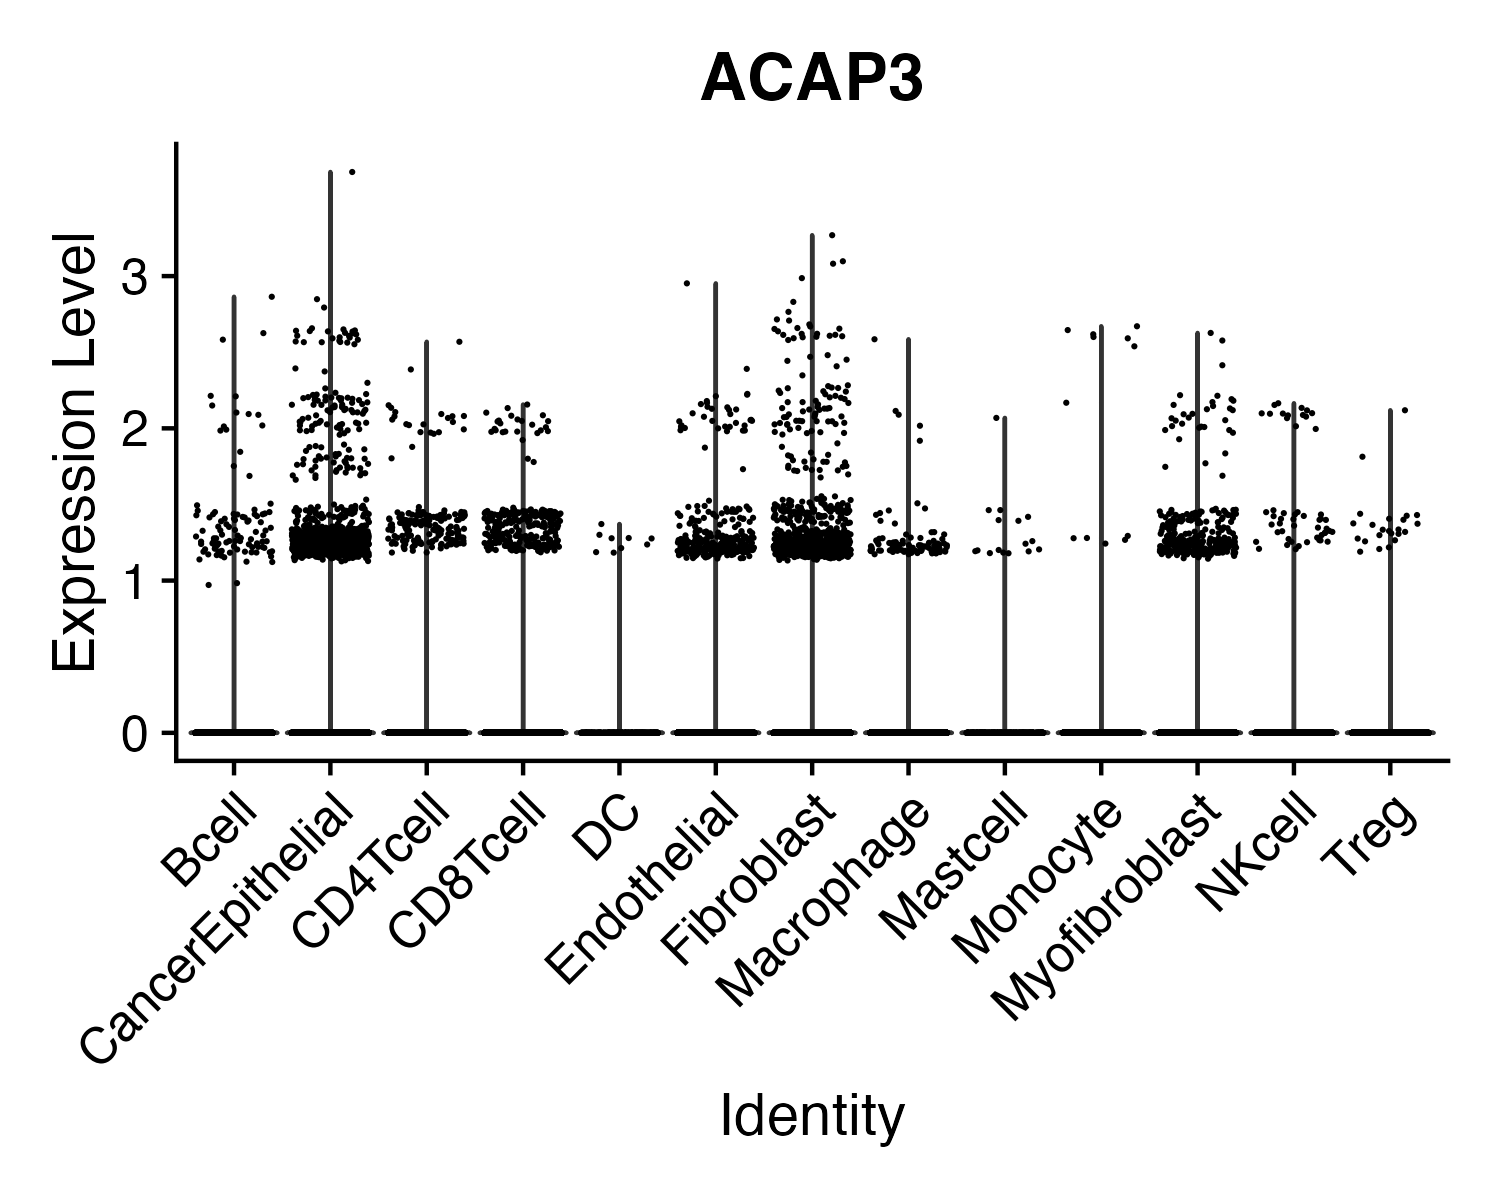 ACAP3
Expression Level
3
2
1
0
Bcell
CancerEpithelial
CD4Tcell
CD8Tcell
DC
Endothelial
Fibroblast
Macrophage
Mastcell
Monocyte
Myofibroblast
NKcell
Treg
Identity